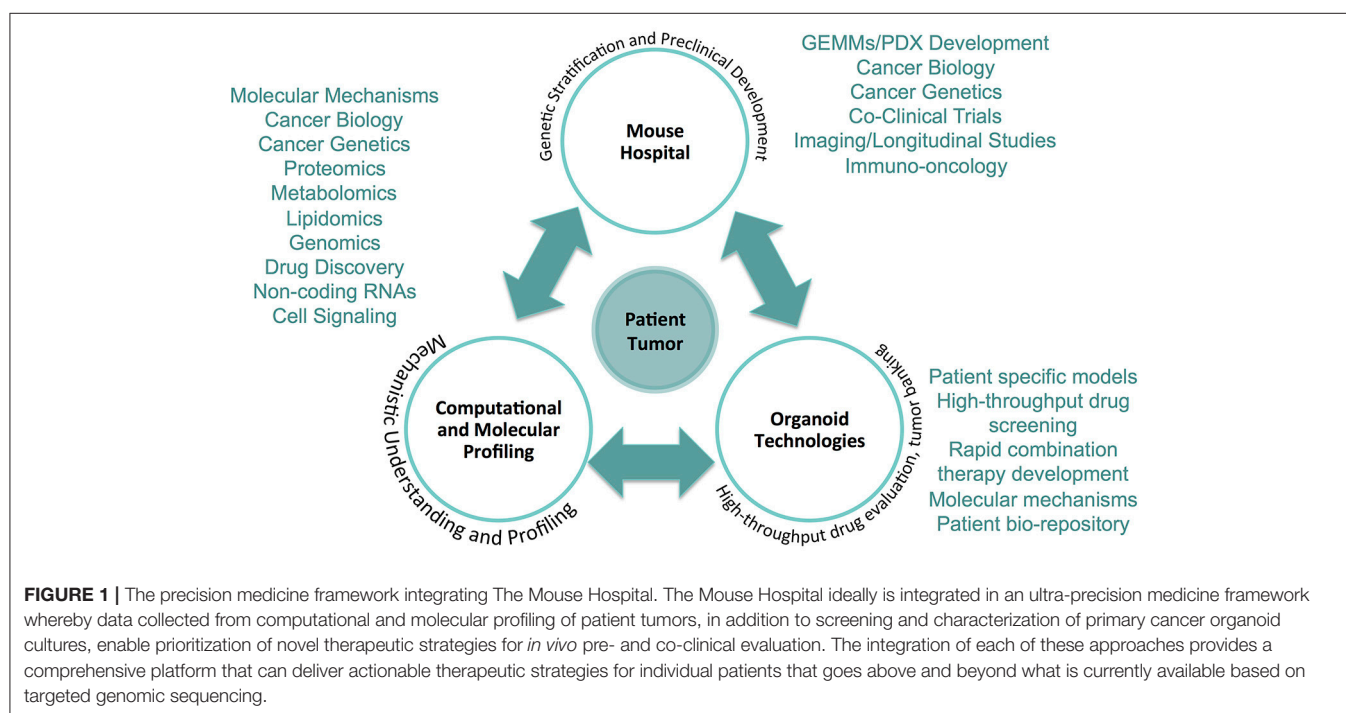 Genetic Stratification and Preclinical Development
Mouse
Hospital
GEMMs/PDX Development
Cancer Biology
Cancer Genetics
Co-Clinical Trials
Imaging/Longitudinal Studies
Immuno-oncology
Molecular Mechanisms
Cancer Biology
Cancer Genetics
Proteomics
Metabolomics
Lipidomics
Genomics
Drug Discovery
Non-coding RNAs
Cell Signaling
Patient
Tumor
Mechanistic Understanding and Profiling
Computational
and Molecular
Profiling
Organoid
Technologies
High-throughput drug evaluation, tumor banking
Patient specific models
High-throughput drug
screening
Rapid combination
therapy development
Molecular mechanisms
Patient bio-repository
FIGURE 1 | The precision medicine framework integrating The Mouse Hospital. The Mouse Hospital ideally is integrated in an ultra-precision medicine framework
whereby data collected from computational and molecular profiling of patient tumors, in addition to screening and characterization of primary cancer organoid
cultures, enable prioritization of novel therapeutic strategies for in vivo pre- and co-clinical evaluation. The integration of each of these approaches provides a
comprehensive platform that can deliver actionable therapeutic strategies for individual patients that goes above and beyond what is currently available based on
targeted genomic sequencing.